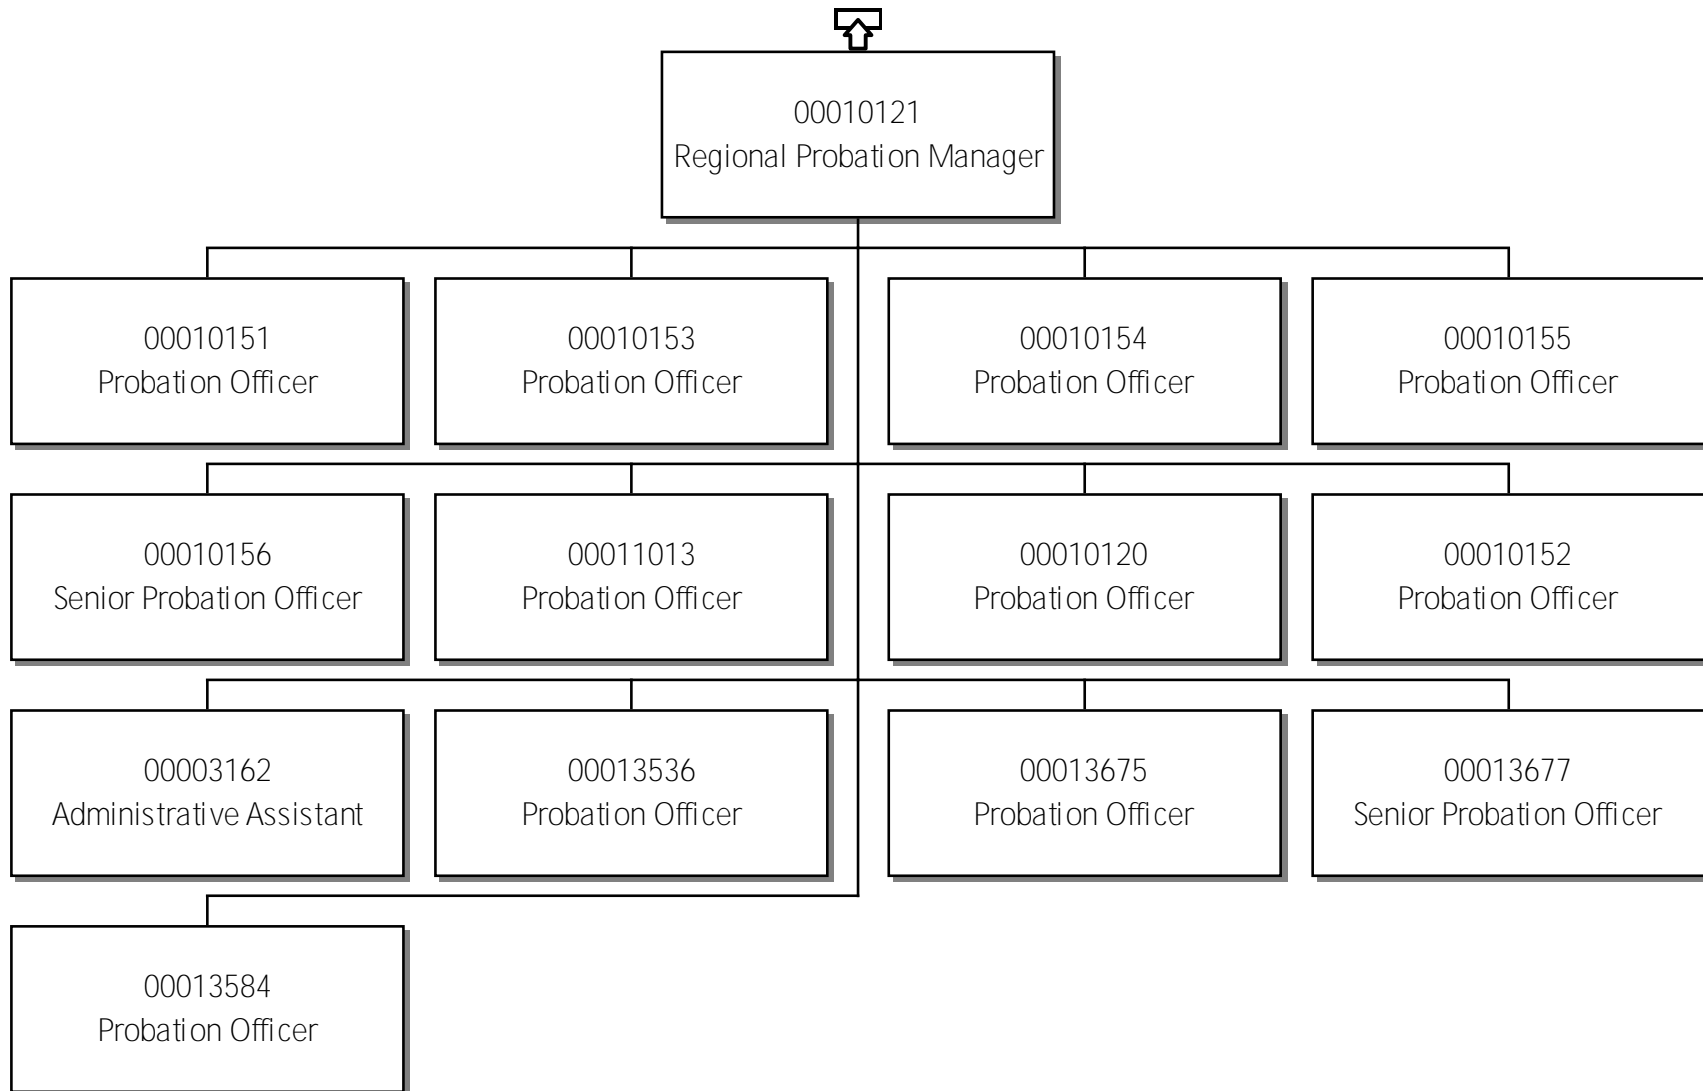 00010121
Regional Probation Manager
00010151
Probation Officer
00010153
Probation Officer
00010154
Probation Officer
00010155
Probation Officer
00010156
Senior Probation Officer
00011013
Probation Officer
00010120
Probation Officer
00010152
Probation Officer
00003162
Administrative Assistant
00013536
Probation Officer
00013675
Probation Officer
00013677
Senior Probation Officer
00013584
Probation Officer